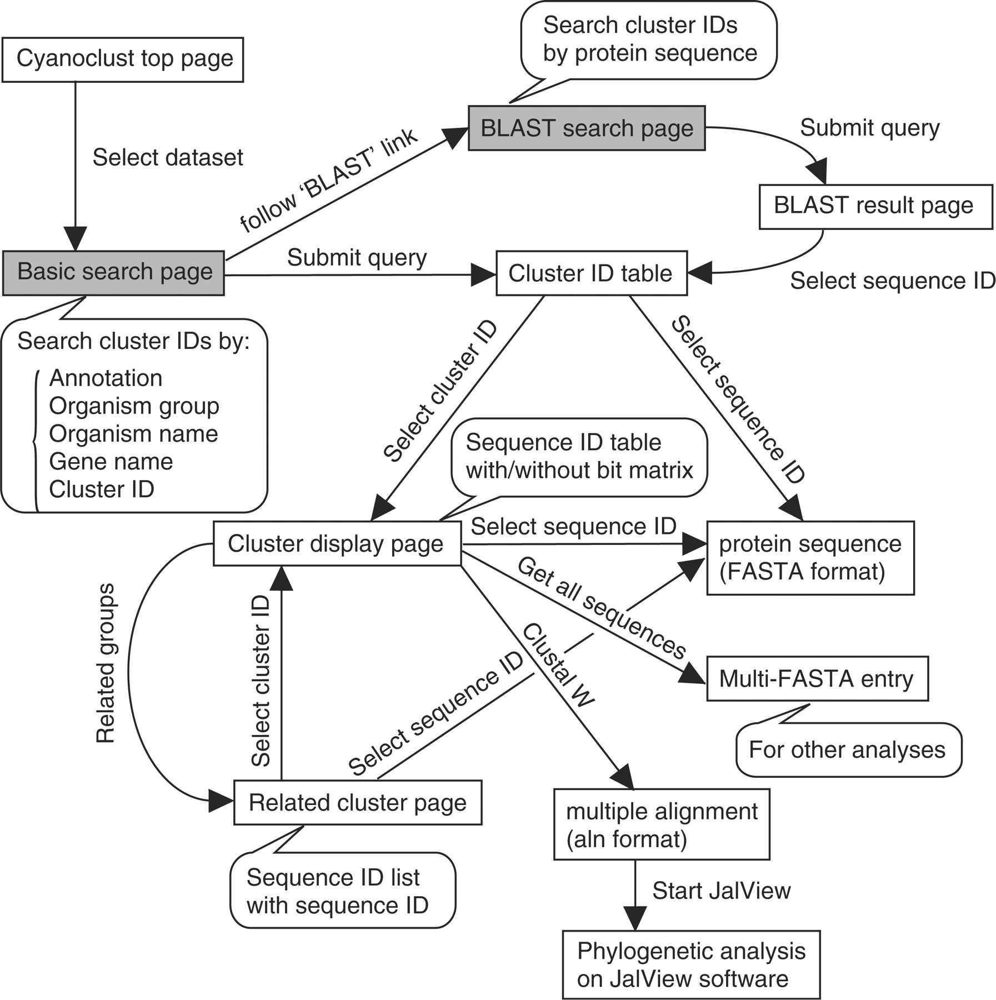 Search cluster IDs
by protein sequence
Cyanoclust top page
BLAST search page
Submit query
Select dataset
follow ‘BLAST’ link
BLAST result page
Basic search page
Submit query
Cluster ID table
Select sequence ID
Search cluster IDs by:
Annotation
Organism group
Organism name
Gene name
Cluster ID
Select cluster ID
Select sequence ID
Sequence ID table
with/without bit matrix
Cluster display page
Select sequence ID
protein sequence
(FASTA format)
Get all sequences
Related groups
Select cluster ID
Select sequence ID
Clustal W
Multi-FASTA entry
For other analyses
Related cluster page
multiple alignment
(aln format)
Sequence ID list
with sequence ID
Start JalView
Phylogenetic analysis
on JalView software